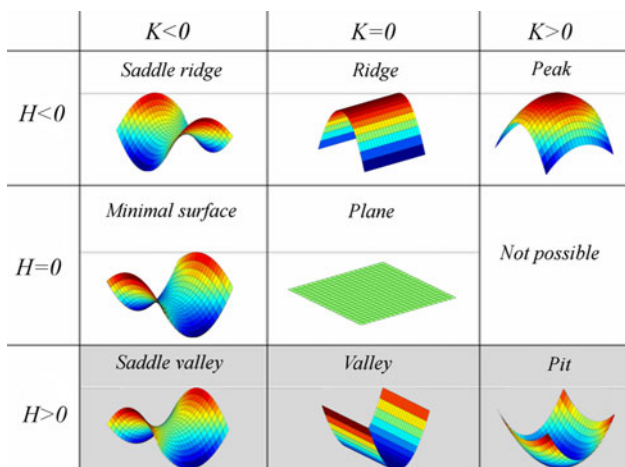 K<0 K=0 K>0
Saddle ridge Ridge Peak
H<0
Minimal surface Plane
H=0 Not possible
Saddle valley Valley Pit
H>0